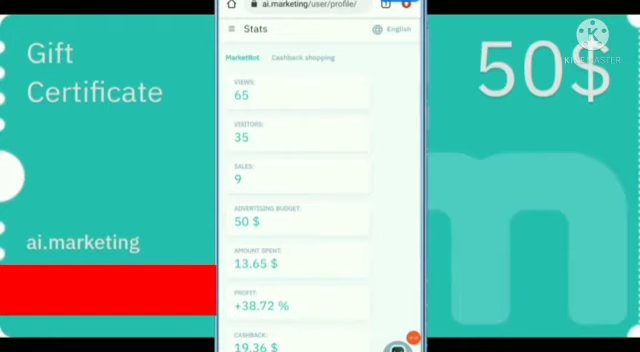 Gift
Certificate
ai.marketing
ai.marketing/user/profile/
Stats
English
MarketBot
Cashback shopping
VIEWS:
65
VISITORS:
35
SALES:
9
ADVERTISING BUDGET:
50 $
AMOUNT SPENT:
13.65 $
PROFIT:
+38.72 %
CASHBACK:
19.36 $
50$
KINEMASTER
m